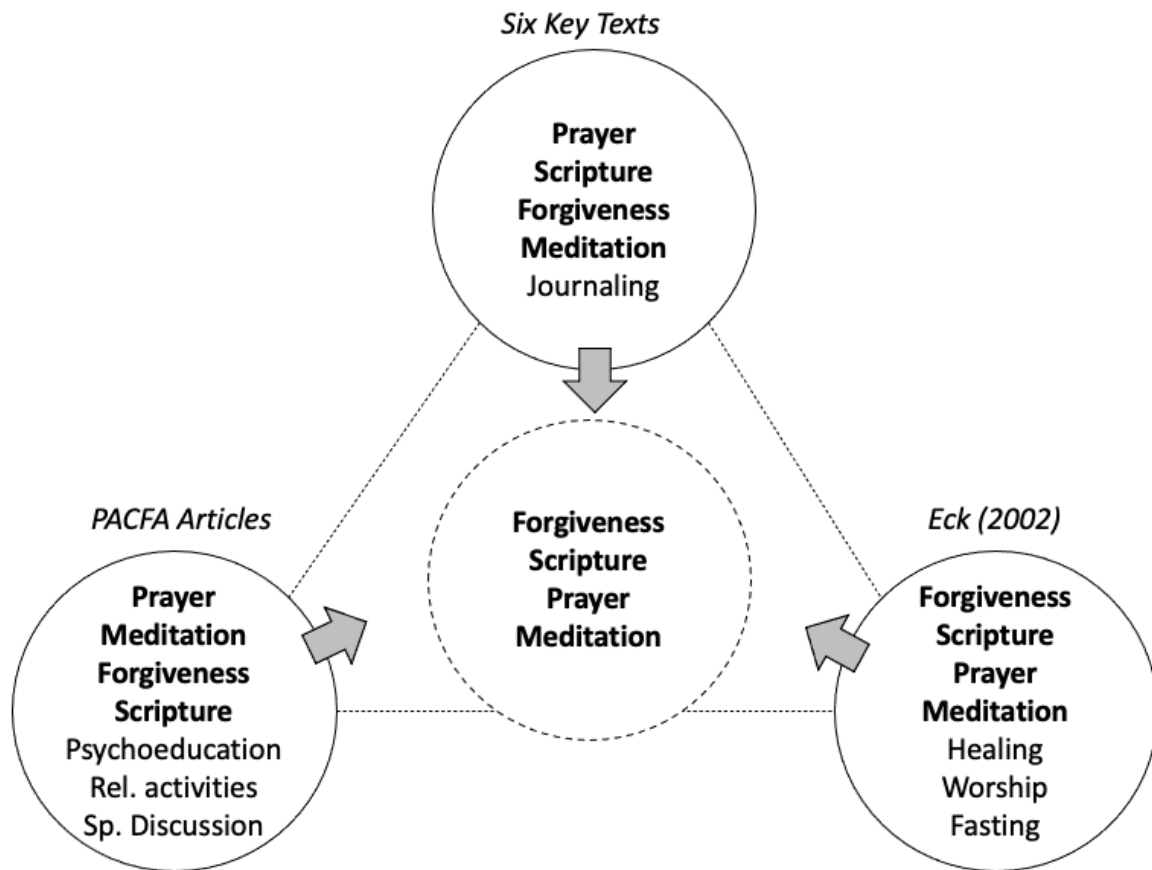 Six Key Texts
Prayer
Scripture
Forgiveness
Meditation
Journaling
Forgiveness
Scripture
Prayer
Meditation
PACFA Articles
Prayer
Meditation
Forgiveness
Scripture
Psychoeducation
Rel. activities
Sp. Discussion
Eck (2002)
Forgiveness
Scripture
Prayer
Meditation
Healing
Worship
Fasting